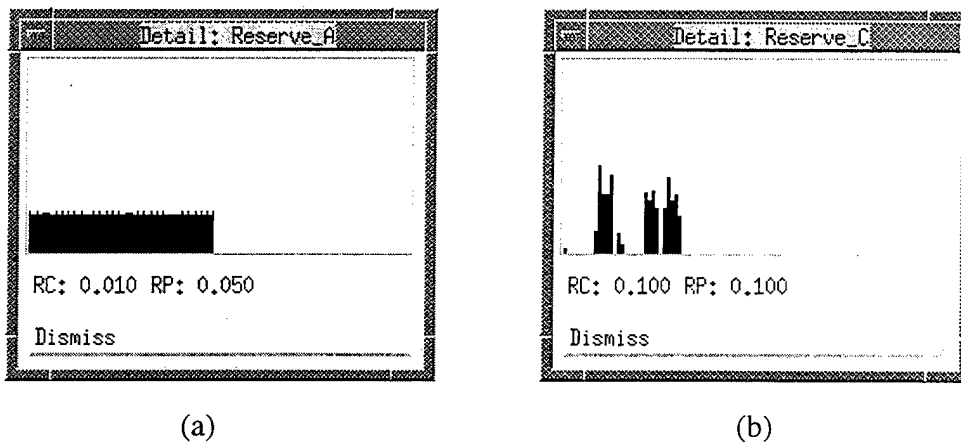 Detail: Reserve_A
RC: 0.010 RP: 0.050
Dismiss
(a)
Detail: Reserve_C
RC: 0.100 RP: 0.100
Dismiss
(b)